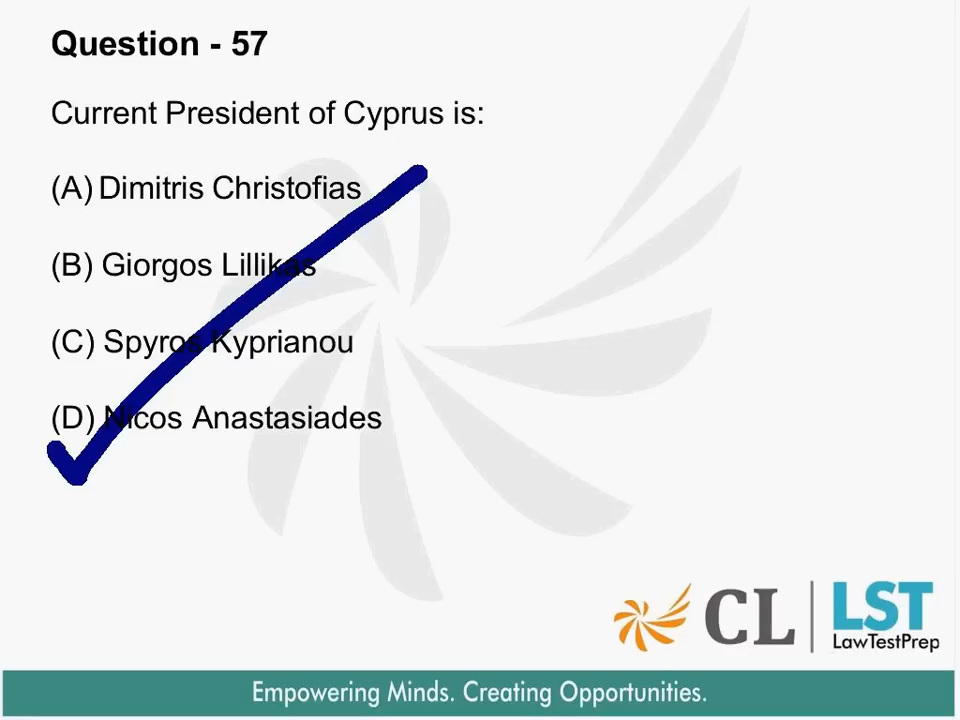 Question - 57
Current President of Cyprus is:
(A) Dimitris Christofias
(B) Giorgos Lillikas
(C) Spyros Kyprianou
(D) Nicos Anastasiades
CL LST
LawTestPrep
Empowering Minds. Creating Opportunities.